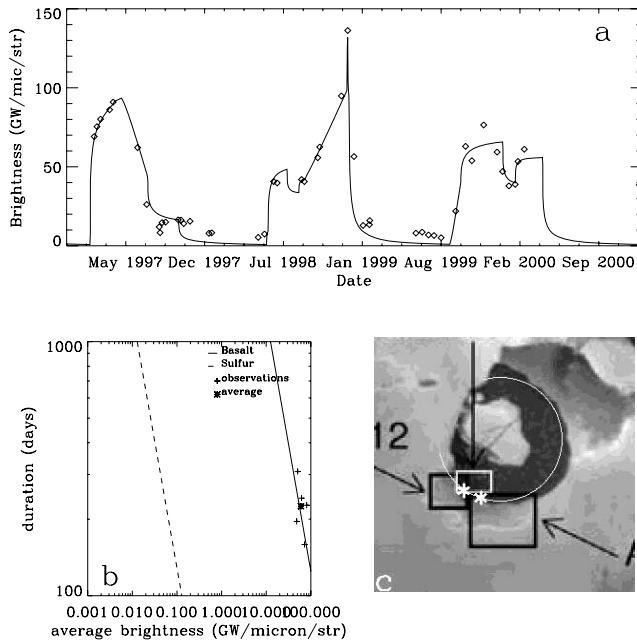 150
100
50
0
Brightness (GW/mic/str)
a
May 1997 Dec 1997 Jul 1998 Jan 1999 Aug 1999 Feb 2000 Sep 2000
Date
1000
100
duration (days)
Basalt
Sulfur
observations
average
b
0.001 0.010 0.100 1.000 10.000
average brightness (GW/micron/str)
12
A
c